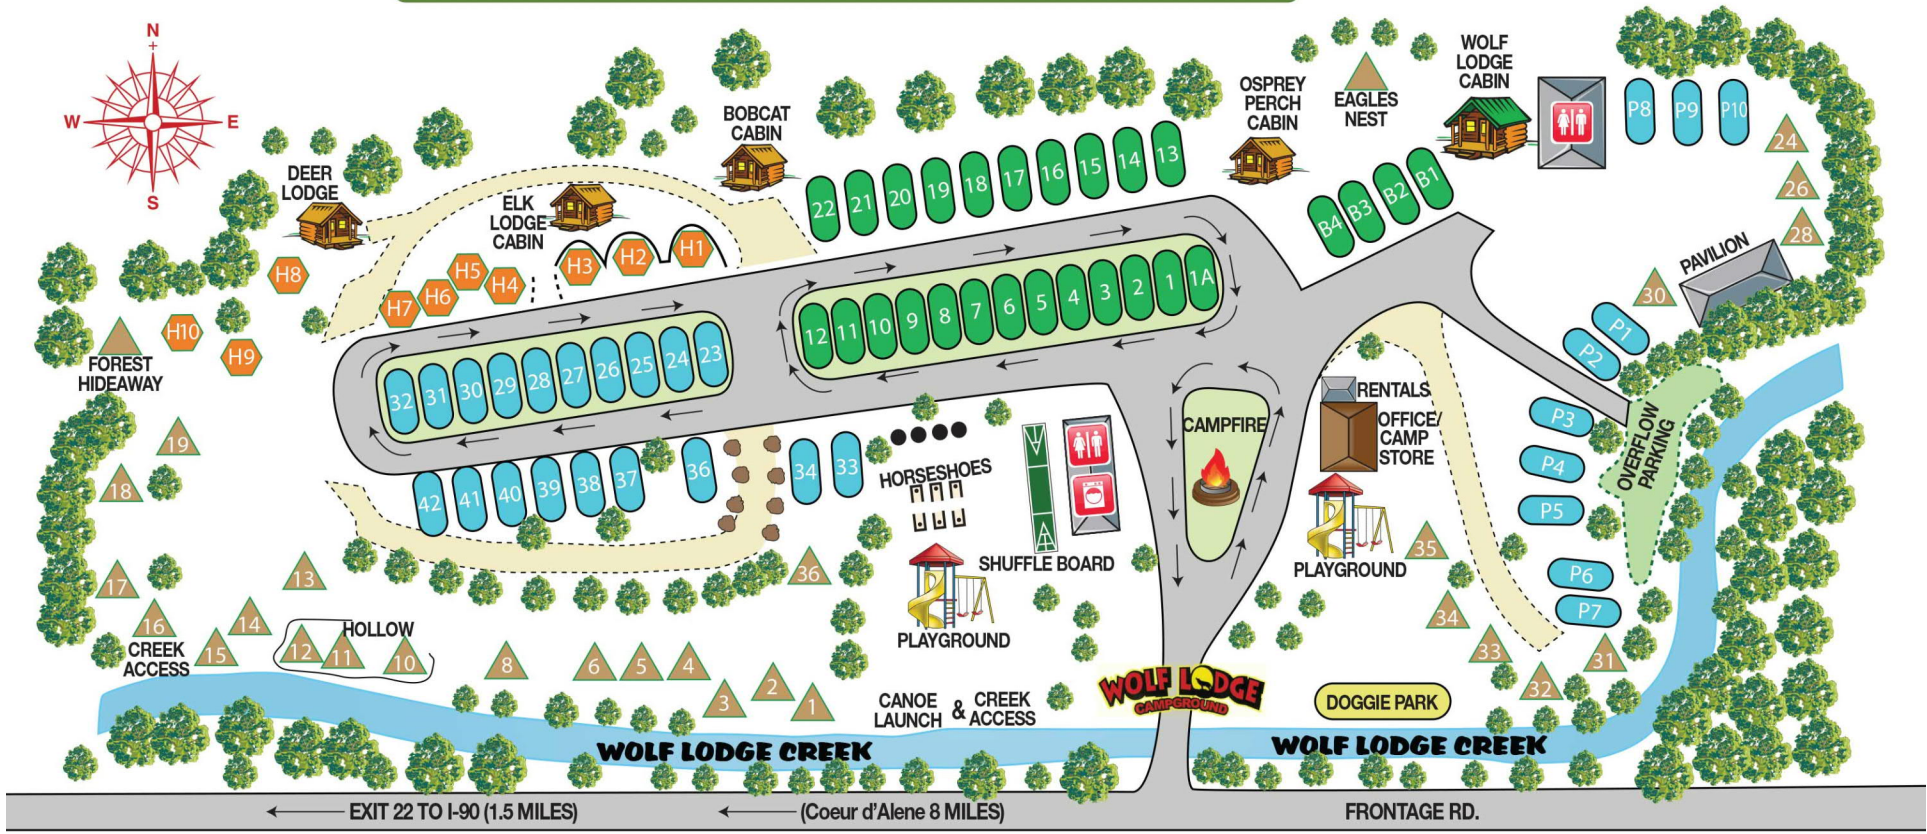 N
W
E
S
DEER
LODGE
ELK
LODGE
CABIN
BOBCAT
CABIN
OSPREY
PERCH
CABIN
EAGLES
NEST
WOLF
LODGE
CABIN
P8
P9
P10
24
26
28
30
PAVILION
22
21
20
19
18
17
16
15
14
13
B4
B3
B2
B1
H8
H7
H6
H5
H4
H3
H2
H1
H10
H9
FOREST
HIDEAWAY
12
11
10
9
8
7
6
5
4
3
2
1
1A
32
31
30
29
28
27
26
25
24
23
P1
P2
P3
P4
P5
P6
P7
OVERFLOW
PARKING
RENTALS
OFFICE/
CAMP
STORE
CAMPFIRE
42
41
40
39
38
37
36
34
33
HORSESHOES
SHUFFLE BOARD
PLAYGROUND
PLAYGROUND
19
18
17
16
CREEK
ACCESS
15
14
13
HOLLOW
12
11
10
8
6
5
4
3
2
1
36
35
34
33
32
31
CANOE
LAUNCH
&
CREEK
ACCESS
WOLF LODGE
CAMPGROUND
DOGGIE PARK
WOLF LODGE CREEK
WOLF LODGE CREEK
EXIT 22 TO I-90 (1.5 MILES)
(Coeur d'Alene 8 MILES)
FRONTAGE RD.